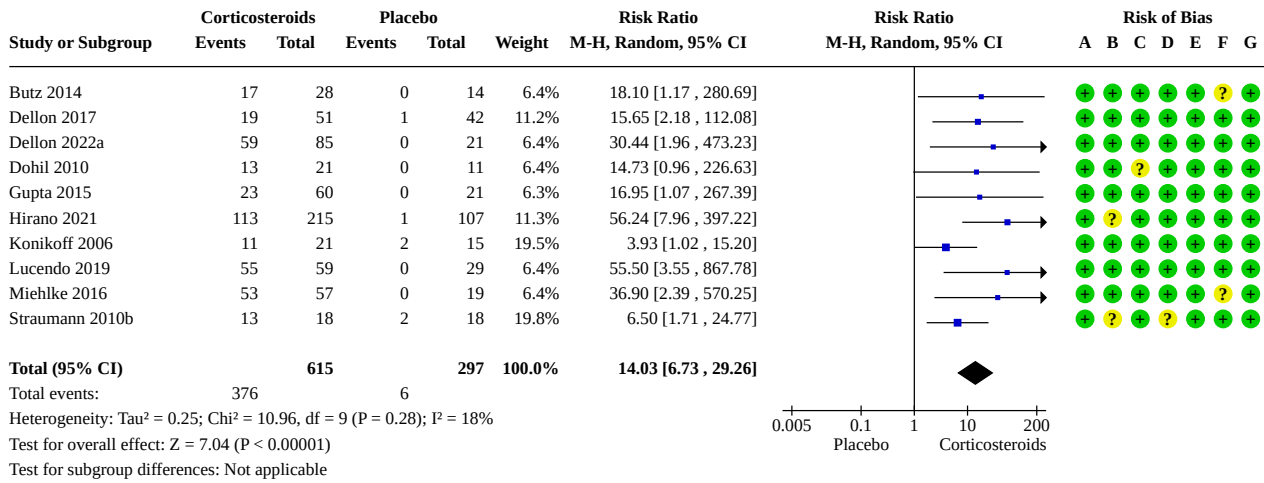 Corticosteroids Placebo Risk Ratio Risk Ratio Risk of Bias
Study or Subgroup Events Total Events Total Weight M-H, Random, 95% CI M-H, Random, 95% CI A B C D E F G
Butz 2014 17 28 0 14 6.4% 18.10 [1.17 , 280.69] + + + + + ? +
Dellon 2017 19 51 1 42 11.2% 15.65 [2.18 , 112.08] + + + + + + +
Dellon 2022a 59 85 0 21 6.4% 30.44 [1.96 , 473.23] + + + + + + +
Dohil 2010 13 21 0 11 6.4% 14.73 [0.96 , 226.63] + + ? + + + +
Gupta 2015 23 60 0 21 6.3% 16.95 [1.07 , 267.39] + + + + + + +
Hirano 2021 113 215 1 107 11.3% 56.24 [7.96 , 397.22] + ? + + + + +
Konikoff 2006 11 21 2 15 19.5% 3.93 [1.02 , 15.20] + + + + + + +
Lucendo 2019 55 59 0 29 6.4% 55.50 [3.55 , 867.78] + + + + + + +
Miehlke 2016 53 57 0 19 6.4% 36.90 [2.39 , 570.25] + + + + + ? +
Straumann 2010b 13 18 2 18 19.8% 6.50 [1.71 , 24.77] + ? + ? + + +
Total (95% CI) 615 297 100.0% 14.03 [6.73 , 29.26]
Total events: 376 6
Heterogeneity: Tau² = 0.25; Chi² = 10.96, df = 9 (P = 0.28); I² = 18%
0.005 0.1 1 10 200
Test for overall effect: Z = 7.04 (P < 0.00001)
Placebo Corticosteroids
Test for subgroup differences: Not applicable